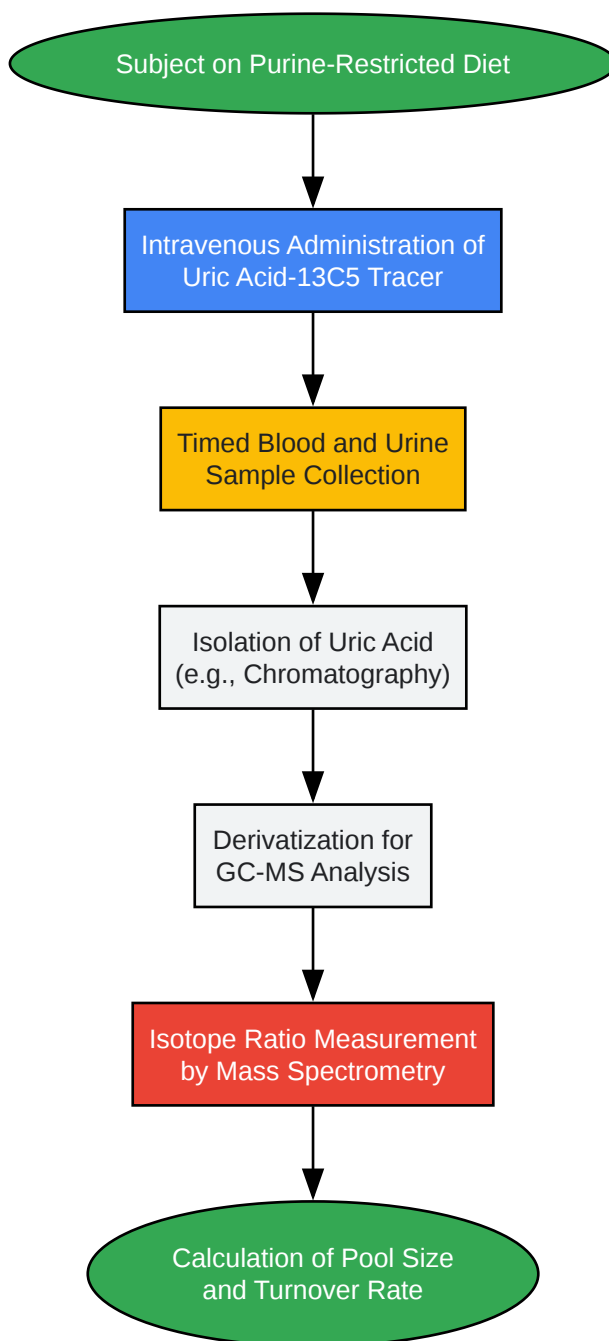 Subject on Purine-Restricted Diet
Intravenous Administration of
Uric Acid-13C5 Tracer
Timed Blood and Urine
Sample Collection
Isolation of Uric Acid
(e.g., Chromatography)
Derivatization for
GC-MS Analysis
Isotope Ratio Measurement
by Mass Spectrometry
Calculation of Pool Size
and Turnover Rate